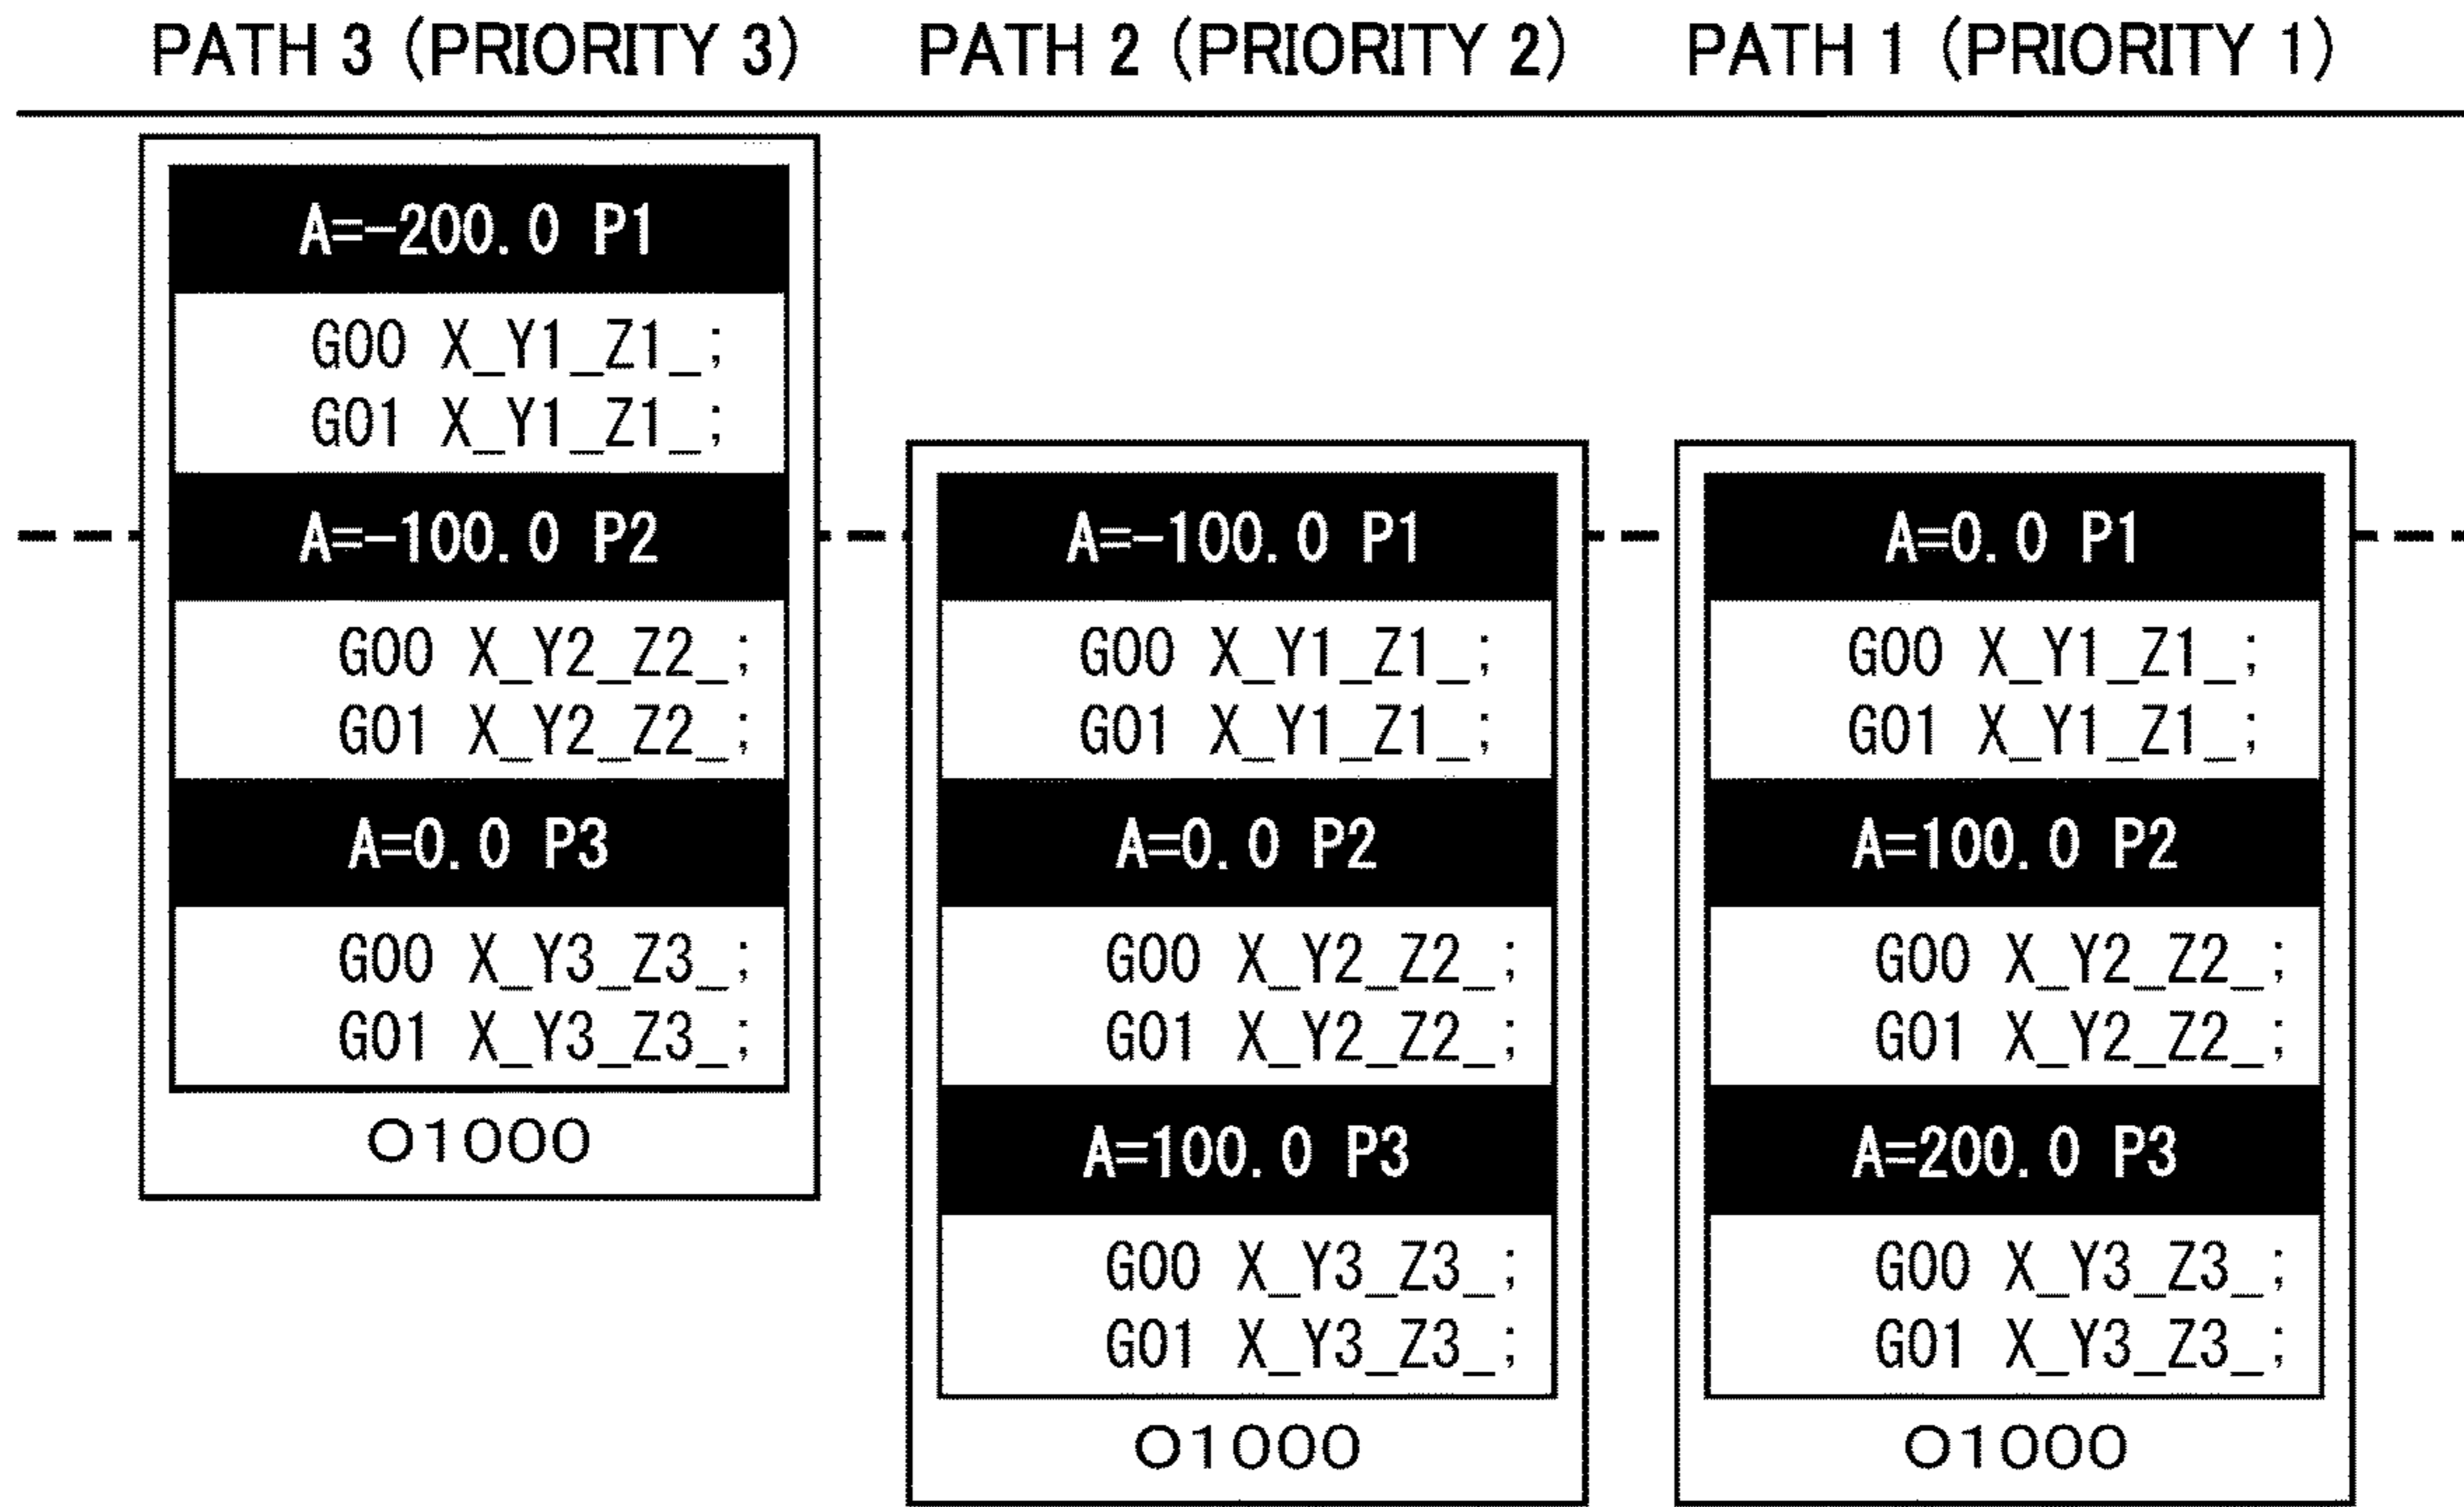 PATH 3 (PRIORITY 3)
A=-200.0 P1
G00 X_Y1_Z1_;
G01 X_Y1_Z1_;
A=-100.0 P2
G00 X_Y2_Z2_;
G01 X_Y2_Z2_;
A=0.0 P3
G00 X_Y3_Z3_;
G01 X_Y3_Z3_;
O1000
PATH 2 (PRIORITY 2)
A=-100.0 P1
G00 X_Y1_Z1_;
G01 X_Y1_Z1_;
A=0.0 P2
G00 X_Y2_Z2_;
G01 X_Y2_Z2_;
A=100.0 P3
G00 X_Y3_Z3_;
G01 X_Y3_Z3_;
O1000
PATH 1 (PRIORITY 1)
A=0.0 P1
G00 X_Y1_Z1_;
G01 X_Y1_Z1_;
A=100.0 P2
G00 X_Y2_Z2_;
G01 X_Y2_Z2_;
A=200.0 P3
G00 X_Y3_Z3_;
G01 X_Y3_Z3_;
O1000